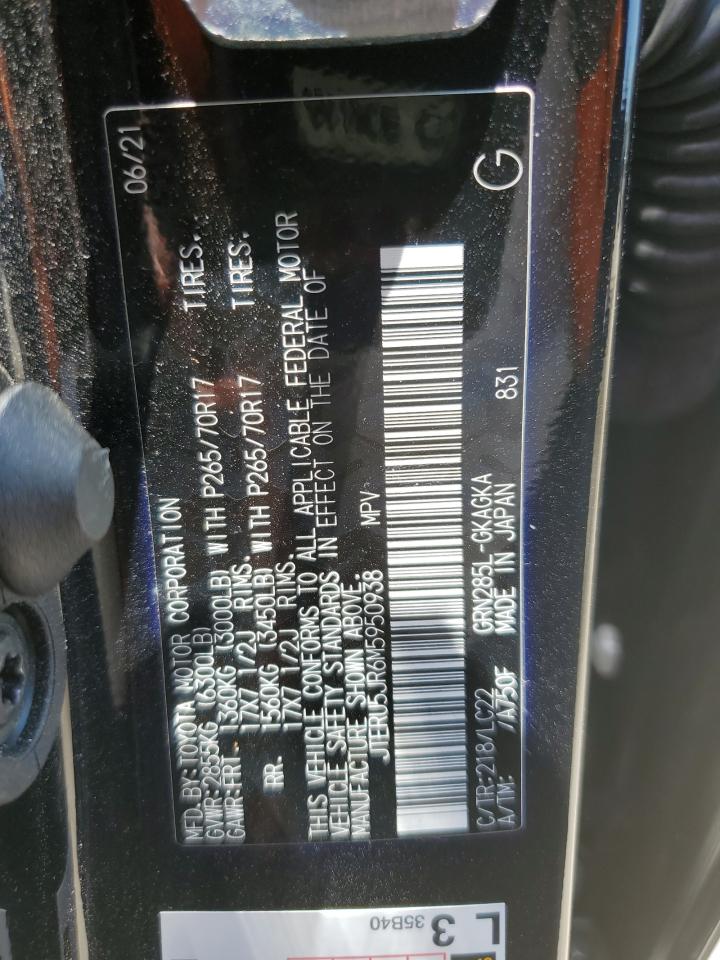 MFD. BY: TOYOTA MOTOR CORPORATION 06/21
GVWR: 2855KG (6300LB)
GAWR: FRT. 1360KG (3000LB) WITH P265/70R17 TIRES.
17X7 1/2J RIMS.
RR. 1560KG (3450LB) WITH P265/70R17 TIRES.
17X7 1/2J RIMS.
THIS VEHICLE CONFORMS TO ALL APPLICABLE FEDERAL MOTOR
VEHICLE SAFETY STANDARDS IN EFFECT ON THE DATE OF
MANUFACTURE SHOWN ABOVE.
JTERU5JR6M5950938 MPV
C/TR: 218/LC22 GRN285L-GKAGKA
A/TM: /A750F MADE IN JAPAN 831 G
L3
35B40